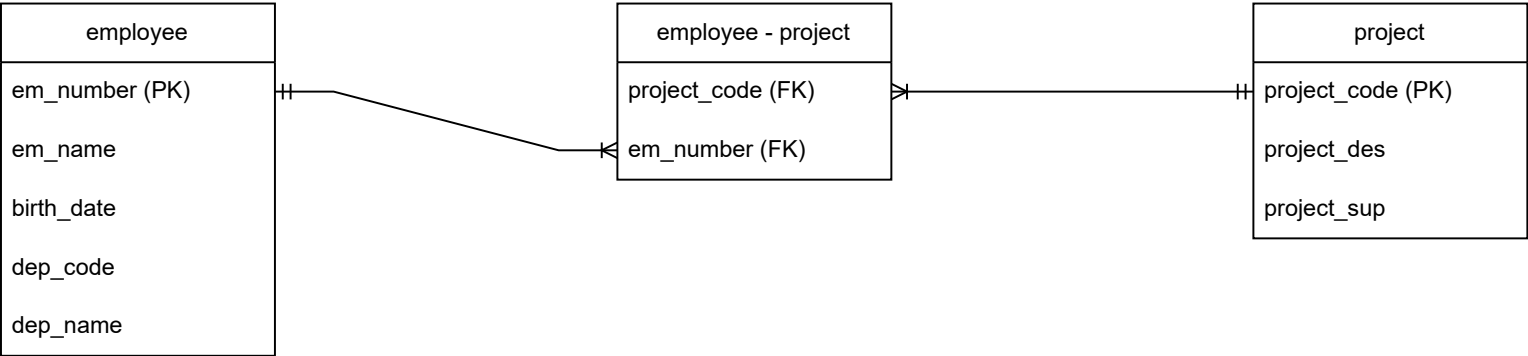 employee
em_number (PK)
em_name
birth_date
dep_code
dep_name
employee - project
project_code (FK)
em_number (FK)
project
project_code (PK)
project_des
project_sup